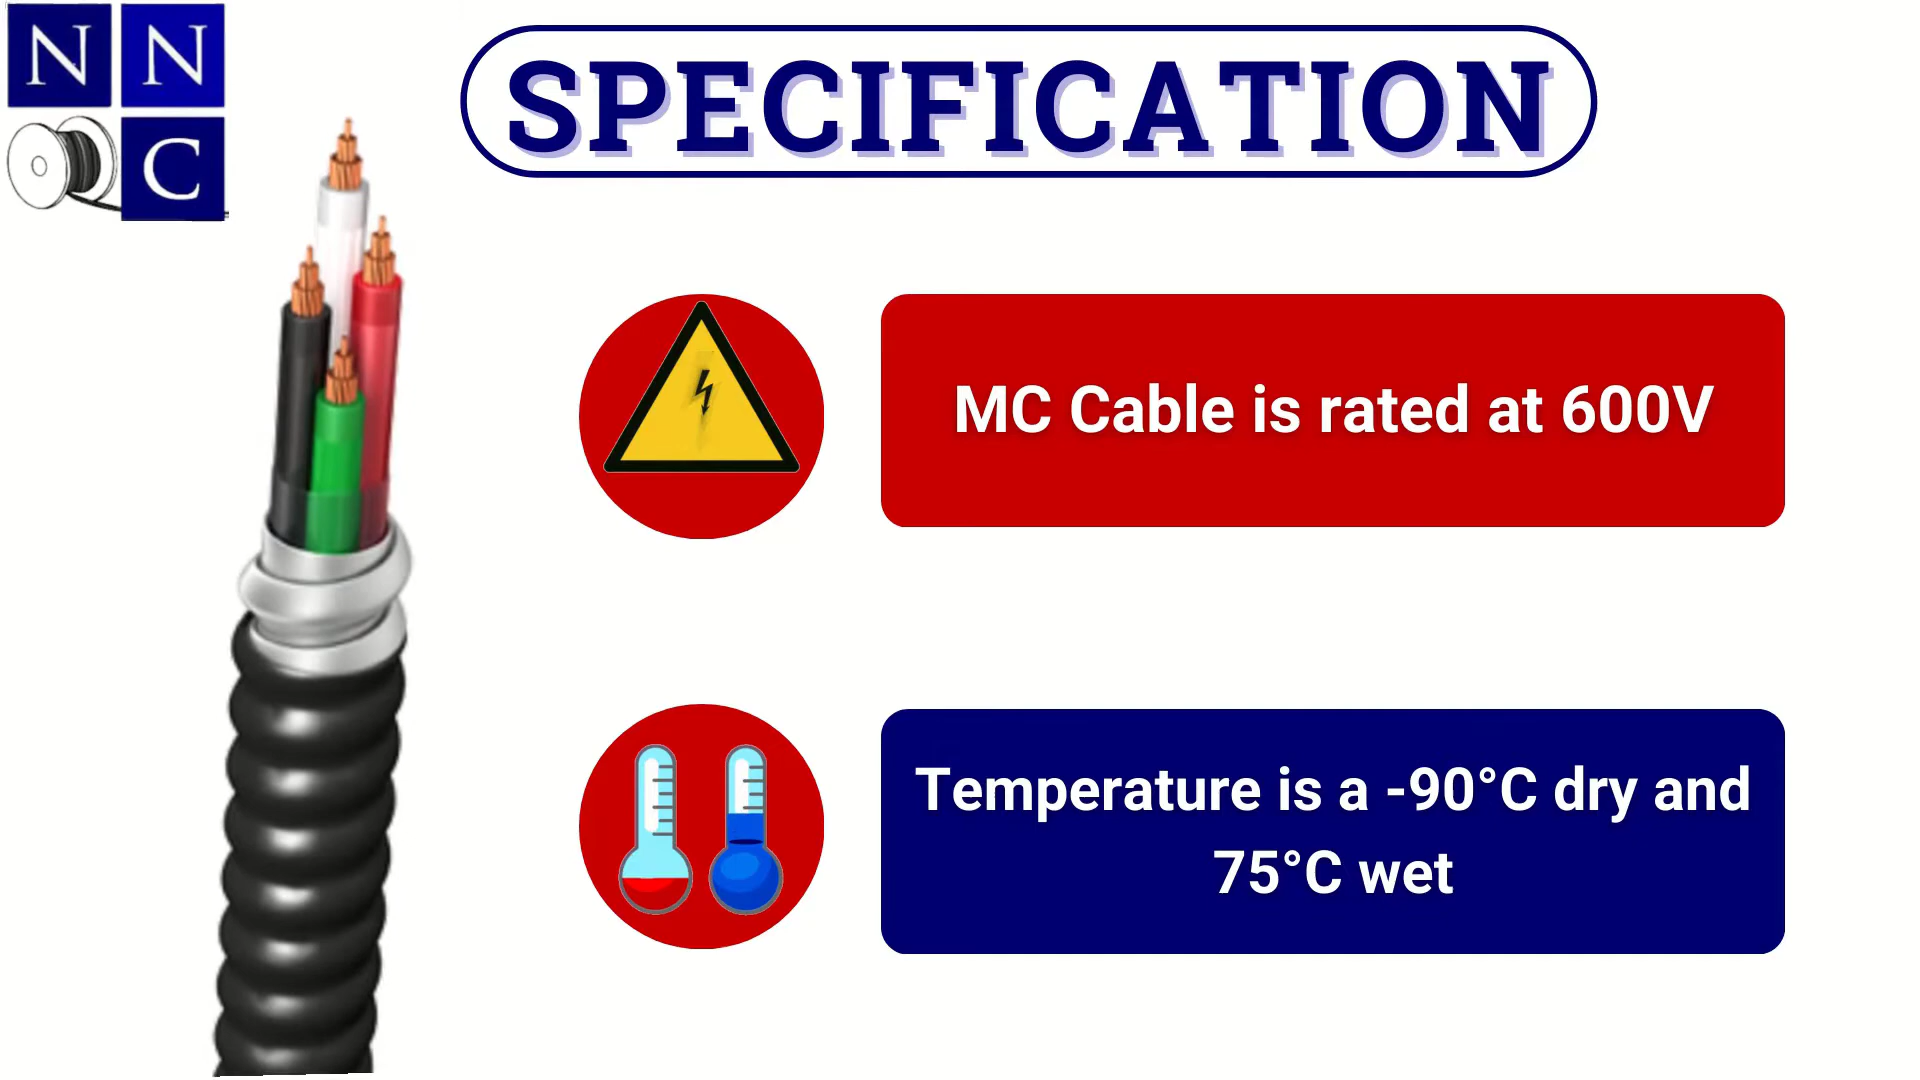 N N
C
SPECIFICATION
MC Cable is rated at 600V
Temperature is a -90°C dry and
75°C wet